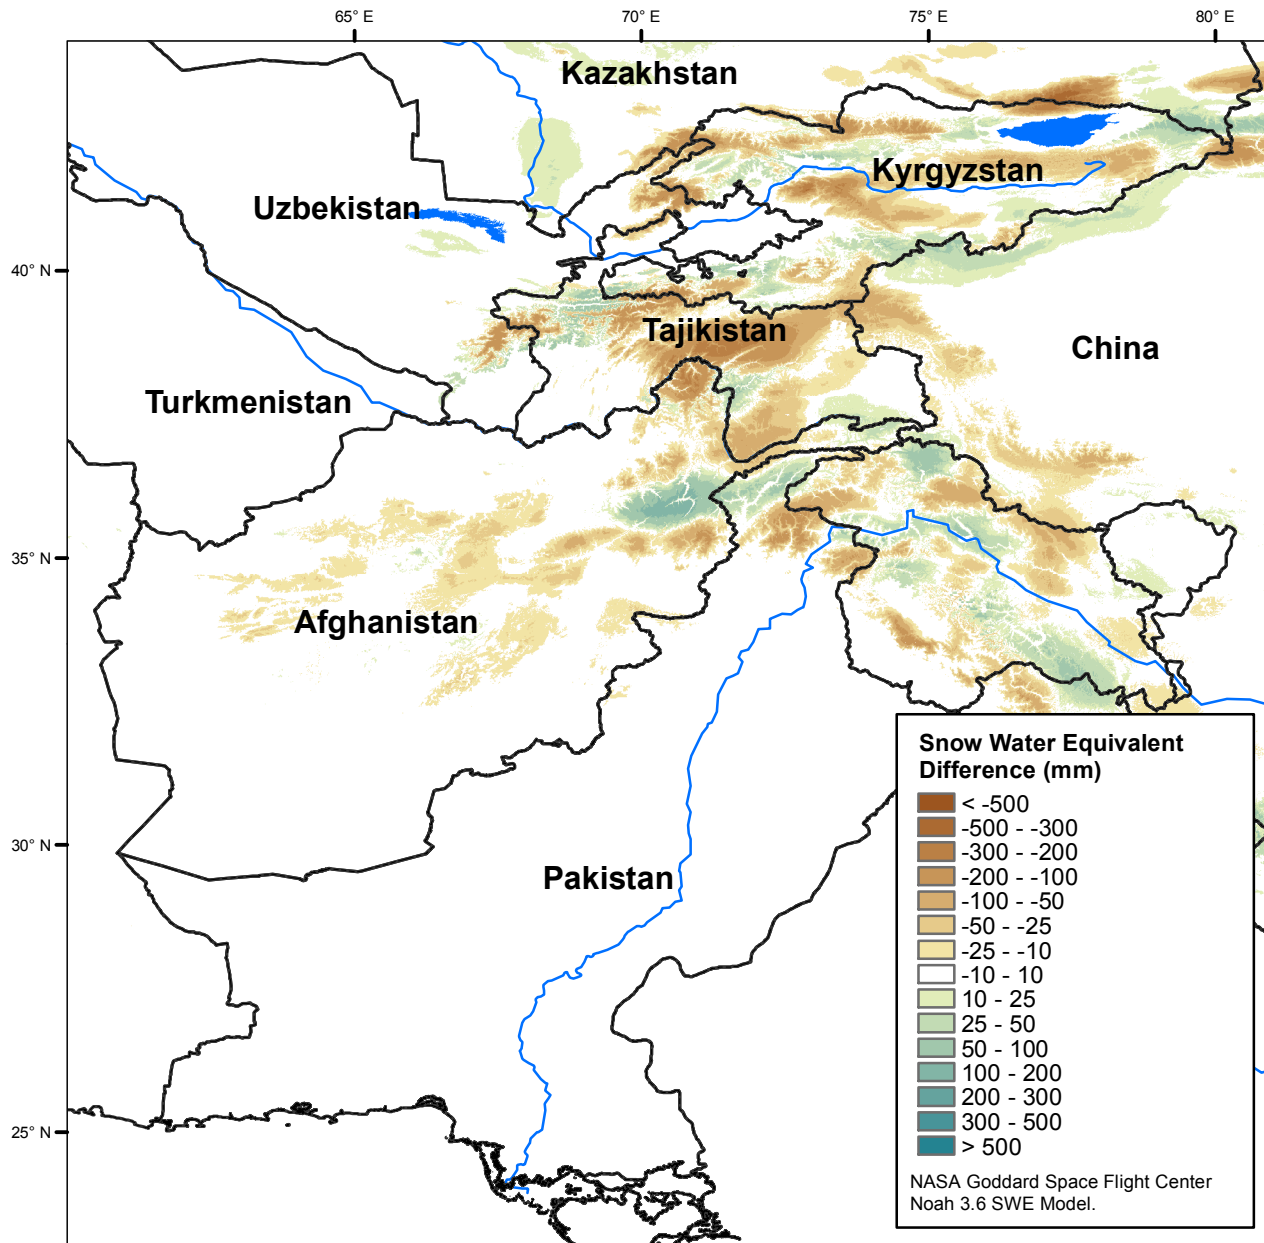 65° E
70° E
75° E
80° E
Kazakhstan
Kyrgyzstan
Uzbekistan
40° N
Tajikistan
China
Turkmenistan
35° N
Afghanistan
Snow Water Equivalent
Difference (mm)
< -500
-500 - -300
-300 - -200
-200 - -100
-100 - -50
-50 - -25
-25 - -10
-10 - 10
10 - 25
25 - 50
50 - 100
100 - 200
200 - 300
300 - 500
> 500
NASA Goddard Space Flight Center
Noah 3.6 SWE Model.
30° N
Pakistan
25° N